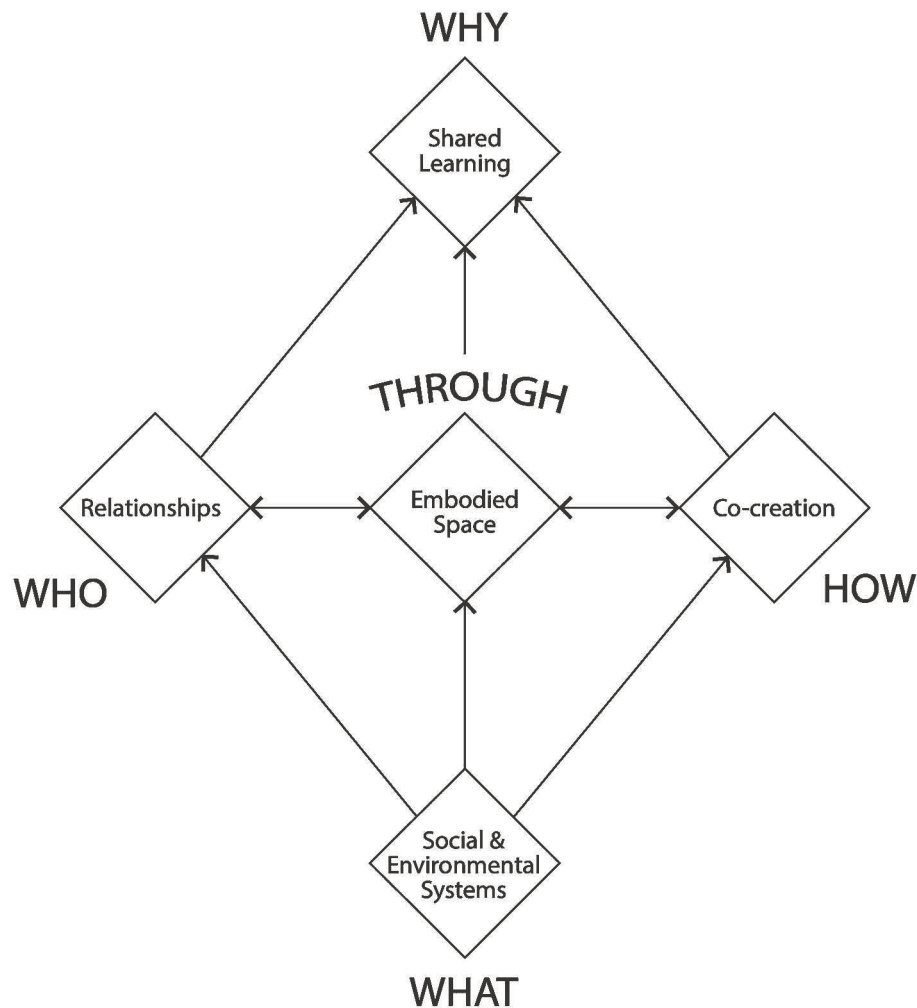 WHY
Shared
Learning
THROUGH
Relationships
Embodied
Space
Co-creation
WHO
HOW
Social &
Environmental
Systems
WHAT